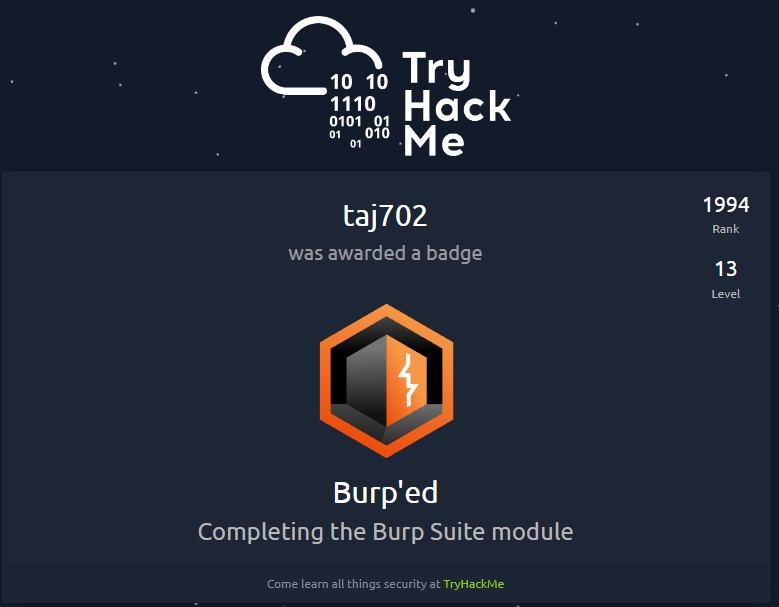 Try
Hack
Me
10 10
1110
0101 01
01 010
01
taj702
was awarded a badge
1994
Rank
13
Level
Burp'ed
Completing the Burp Suite module
Come learn all things security at TryHackMe